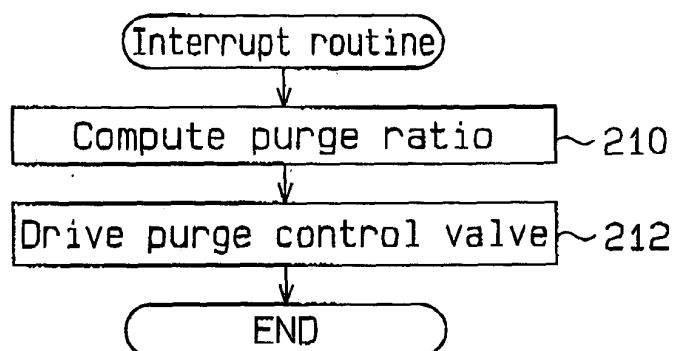 Interrupt routine
Compute purge ratio 210
Drive purge control valve 212
END